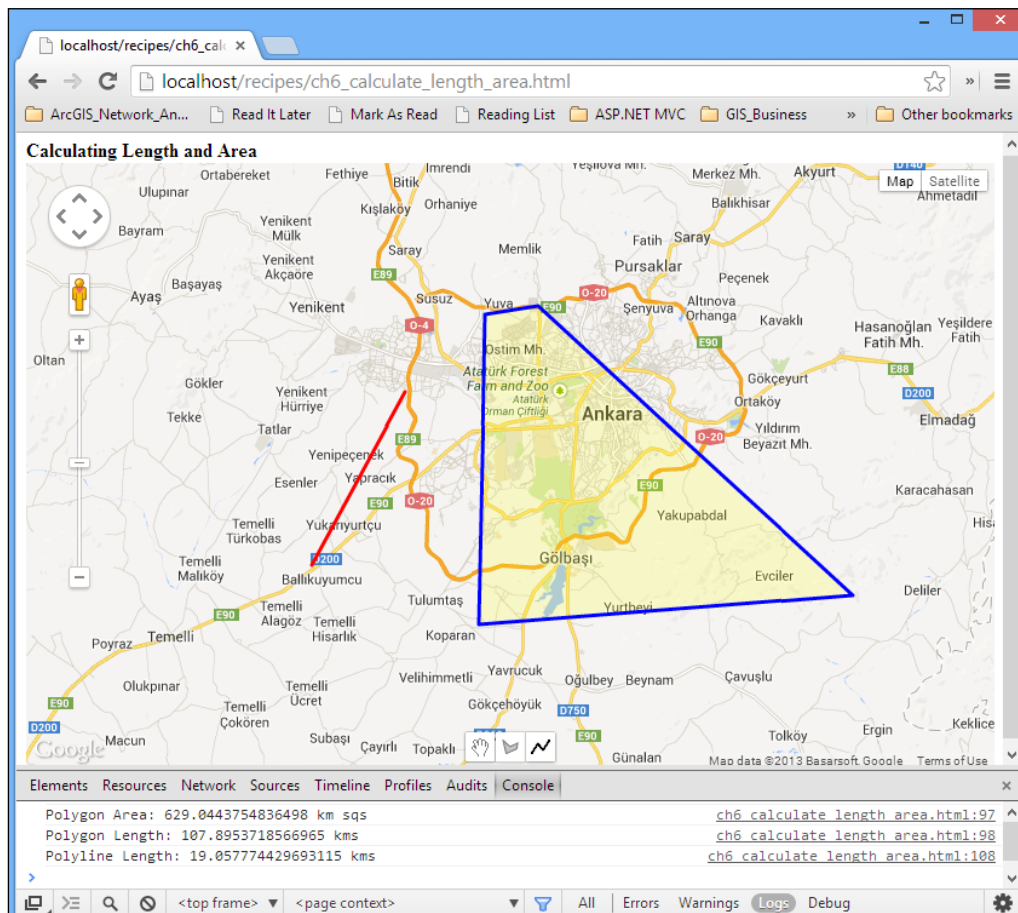 localhost/recipes/ch6_calc
localhost/recipes/ch6_calculate_length_area.html
ArcGIS_Network_An... Read It Later Mark As Read Reading List ASP.NET MVC GIS_Business » Other bookmarks
Calculating Length and Area
Ortabereket Fethiye Bitik İmrendi Yeşilova Mh. Merkez Mh. Akyurt D140
Map Satellite
Ulupınar Kışlaköy Orhaniye Balıkhisar Ahmetadil
Bayram Yenikent Mülk Saray Memlik Fatih Saray
Yenikent Akçaören E89 Pursaklar Peçenek
Ayaş Başayaş Yenikent Susuz Yuva E90 O-20 Şenyuva Altınova Orhanga Kavaklı
O-4 E90 Hasanoğlan Fatih Mh. Yeşildere Fatih
Oltan Ostim Mh. E88
Gökler Atatürk Forest Farm and Zoo Gökçeyurt D200
Yenikent Hürriye Atatürk Orman Çiftliği Ankara Ortaköy Elmadağ
Tekke Tatlar E89 O-20 Yıldırım Beyazıt Mh.
Yenipeçenek
Esenler Yapracık E90 Karacahasan
E90 O-20
Temelli Türkobas Yukarıyurtçu Yakupabdal
Temelli Malıköy D200 Gölbaşı
Ballıkuyumcu Evciler Deliler
E90 Temelli Alagöz Temelli Hisarlık Tulumtaş Yurtbeyi
Poyraz Temelli Koparan
Olukpınar Temelli Ücret Velihimmetli Yavrucuk Oğulbey Beynam Çavuşlu
E90 Gökçehöyük
D200 Temelli Çokören D750 Keklice
Macun Subaşı Çayırlı Topaklı E90 Tolköy Ergin
Google Günalan Map data ©2013 Basarsoft, Google Terms of Use
Elements Resources Network Sources Timeline Profiles Audits Console
Polygon Area: 629.0443754836498 km sqs ch6_calculate_length_area.html:97
Polygon Length: 107.8953718566965 kms ch6_calculate_length_area.html:98
Polyline Length: 19.057774429693115 kms ch6_calculate_length_area.html:108
>
<top frame> ▼ <page context> ▼ All Errors Warnings Logs Debug